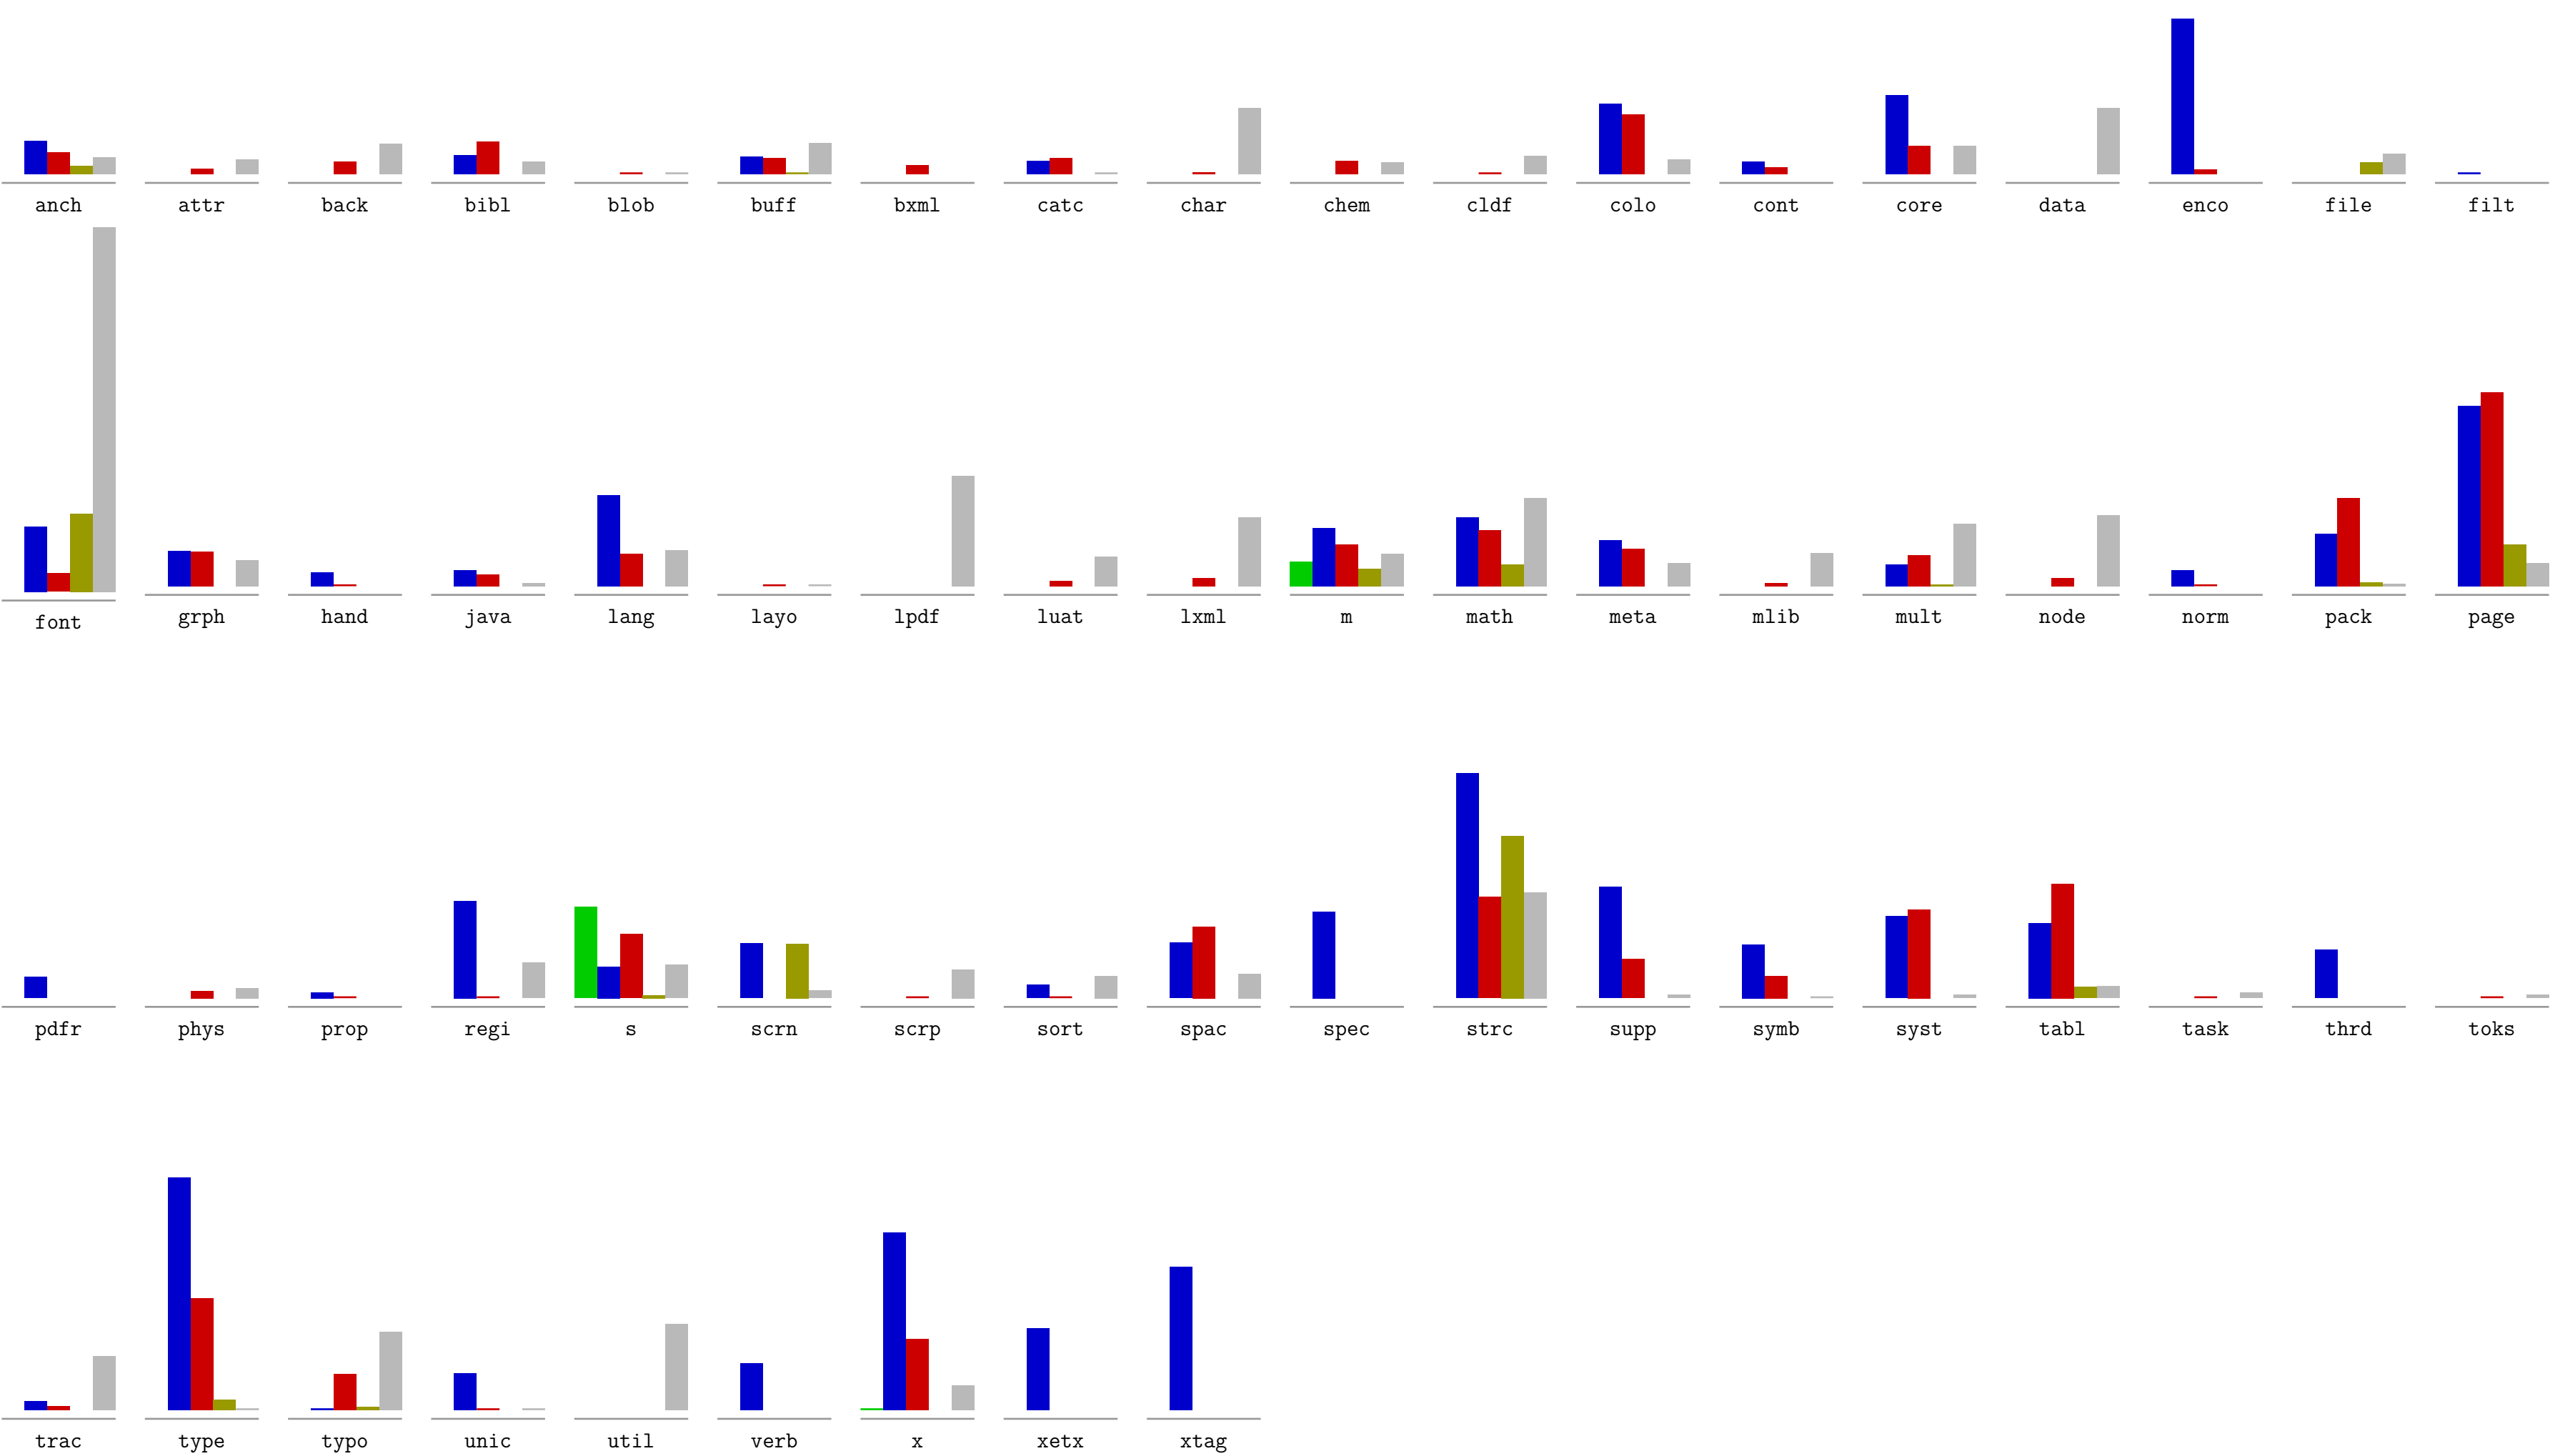 anch attr back bibl blob buff bxml catc char chem cldf colo cont core data enco file filt
font grph hand java lang layo lpdf luat lxml m math meta mlib mult node norm pack page
pdfr phys prop regi s scrn scrp sort spac spec strc supp symb syst tabl task thrd toks
trac type typo unic util verb x xetx xtag